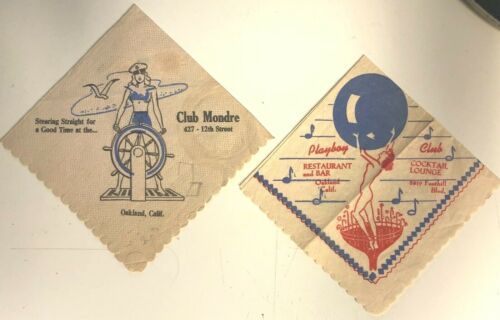 Stearing Straight for
a Good Time at the...
Club Mondre
427 - 12th Street
Oakland, Calif.
Playboy Club
RESTAURANT
and BAR
Oakland
Calif.
COCKTAIL
LOUNGE
Foothill
Blvd.